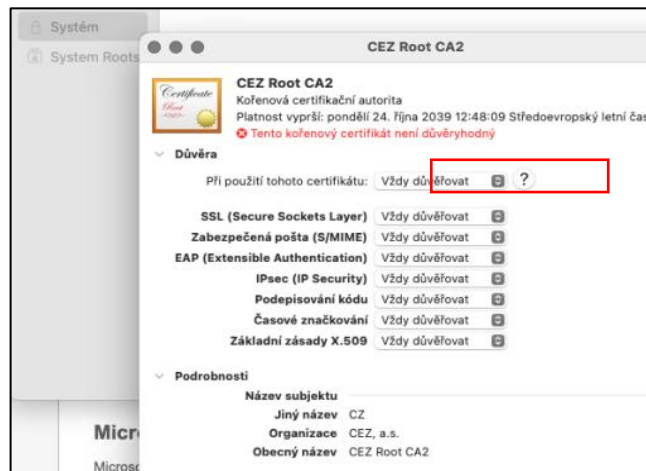 Systém
System Roots
CEZ Root CA2
Certificate
Root
CEZ Root CA2
Kořenová certifikační autorita
Platnost vyprší: pondělí 24. října 2039 12:48:09 Středoevropský letní čas
Tento kořenový certifikát není důvěryhodný
Důvěra
Při použití tohoto certifikátu: Vždy důvěřovat ?
SSL (Secure Sockets Layer) Vždy důvěřovat
Zabezpečená pošta (S/MIME) Vždy důvěřovat
EAP (Extensible Authentication) Vždy důvěřovat
IPsec (IP Security) Vždy důvěřovat
Podepisování kódu Vždy důvěřovat
Časové značkování Vždy důvěřovat
Základní zásady X.509 Vždy důvěřovat
Podrobnosti
Název subjektu
Jiný název CZ
Organizace CEZ, a.s.
Obecný název CEZ Root CA2
Micr
Microso